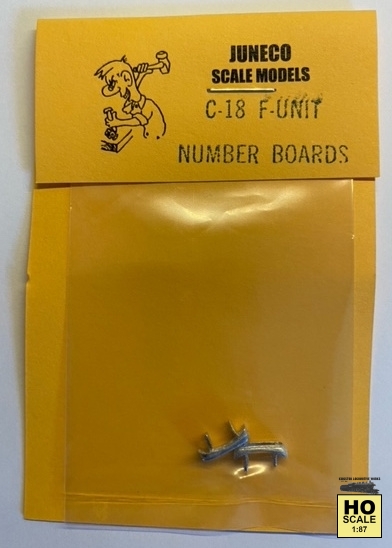 JUNECO
SCALE MODELS
C-18 F-UNIT
NUMBER BOARDS
HO
SCALE
1:87